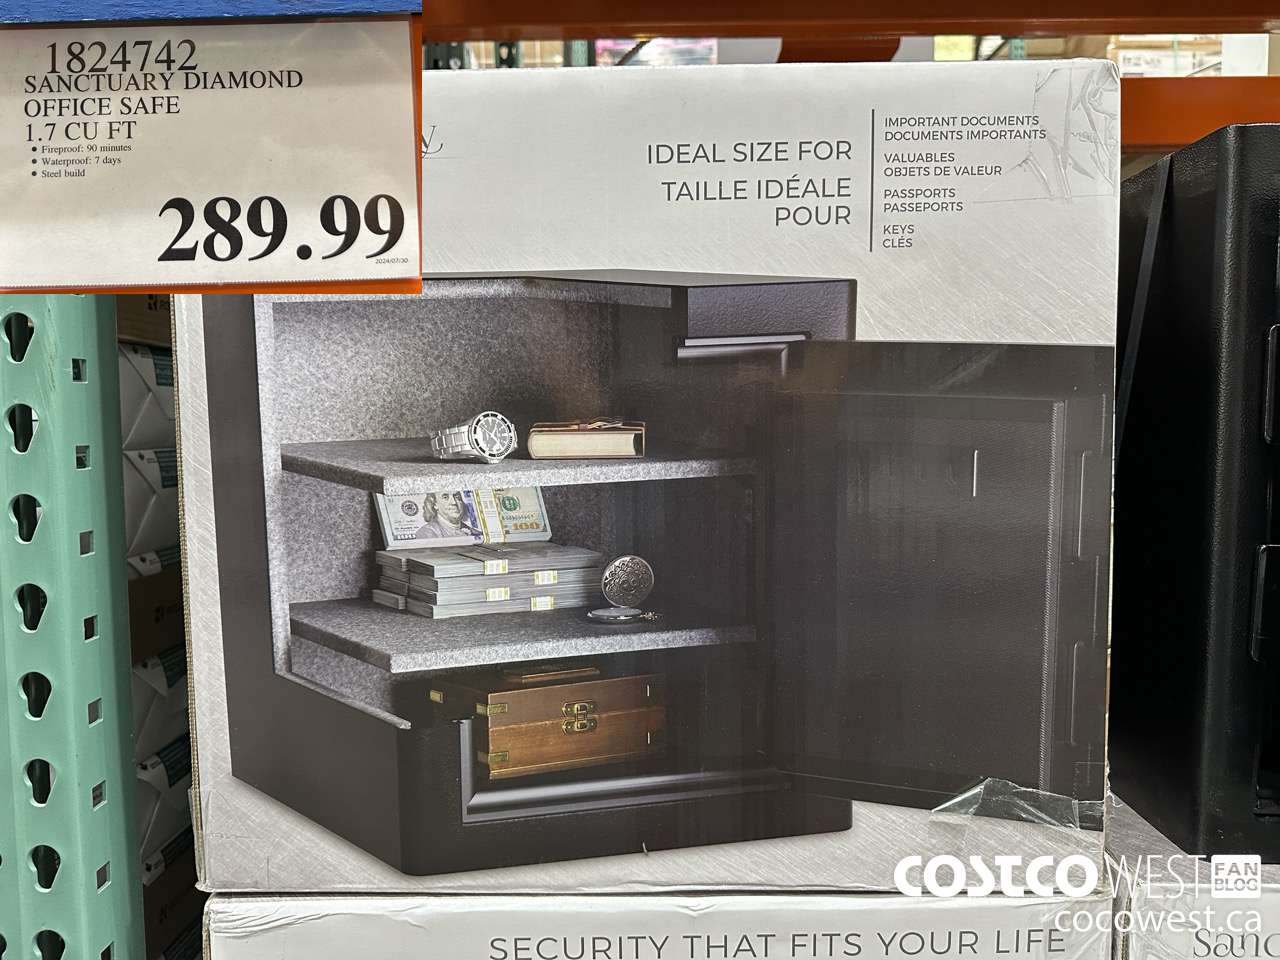 1824742
SANCTUARY DIAMOND
OFFICE SAFE
1.7 CU FT
• Fireproof: 90 minutes
• Waterproof: 7 days
• Steel build
289.99
2024/07/30
IDEAL SIZE FOR
TAILLE IDÉALE
POUR
IMPORTANT DOCUMENTS
DOCUMENTS IMPORTANTS
VALUABLES
OBJETS DE VALEUR
PASSPORTS
PASSEPORTS
KEYS
CLÉS
100
SECURITY THAT FITS YOUR LIFE
COSTCO WEST FAN BLOG
cocowest.ca